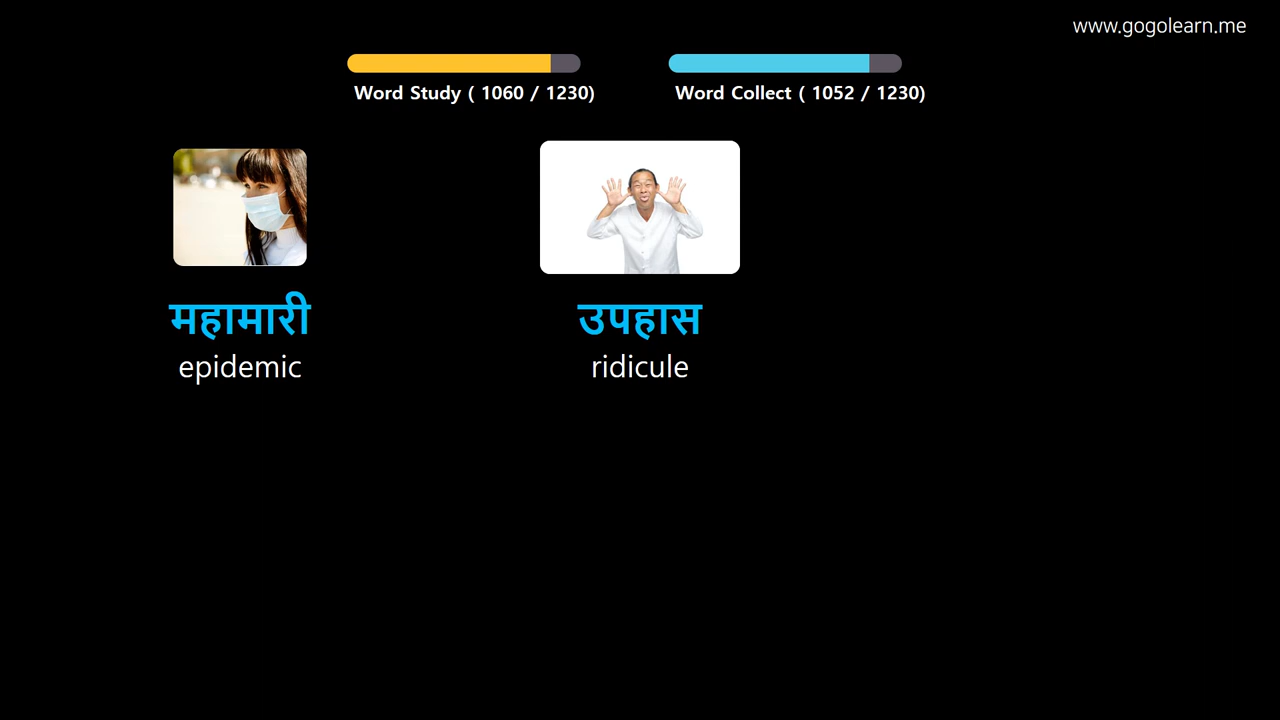 www.gogolearn.me
Word Study ( 1060 / 1230)
Word Collect ( 1052 / 1230)
महामारी
epidemic
उपहास
ridicule